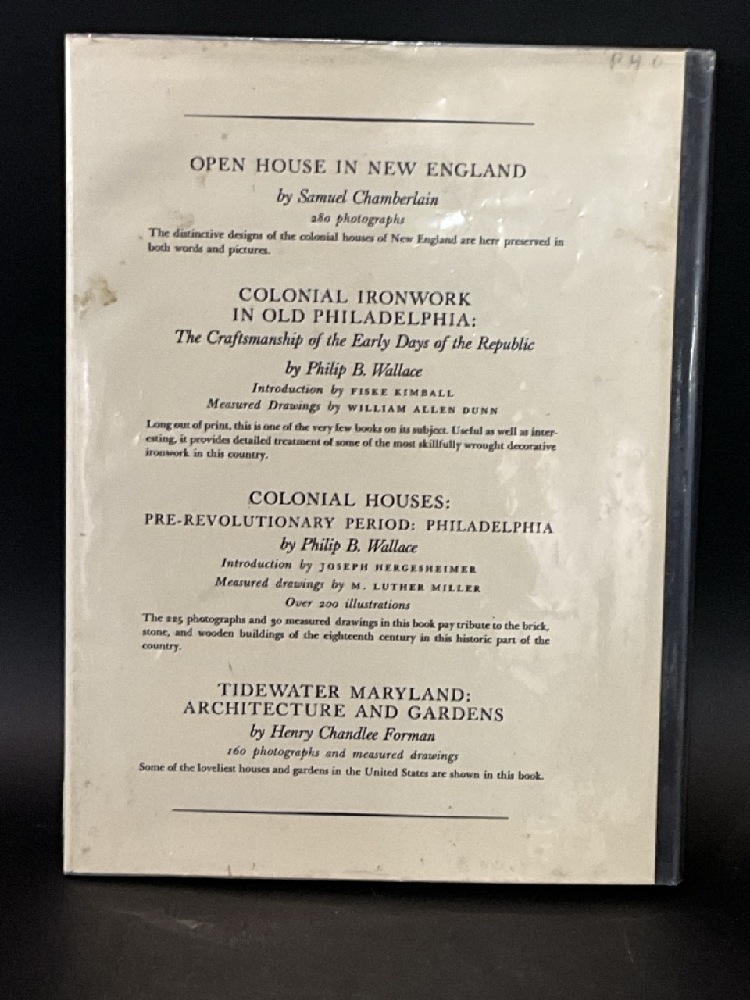 OPEN HOUSE IN NEW ENGLAND
by Samuel Chamberlain
280 photographs
The distinctive designs of the colonial houses of New England are here preserved in
both words and pictures.
COLONIAL IRONWORK
IN OLD PHILADELPHIA:
The Craftsmanship of the Early Days of the Republic
by Philip B. Wallace
Introduction by FISKE KIMBALL
Measured Drawings by WILLIAM ALLEN DUNN
Long out of print, this is one of the very few books on its subject. Useful as well as inter-
esting, it provides detailed treatment of some of the most skillfully wrought decorative
ironwork in this country.
COLONIAL HOUSES:
PRE-REVOLUTIONARY PERIOD: PHILADELPHIA
by Philip B. Wallace
Introduction by JOSEPH HERGESHEIMER
Measured drawings by M. LUTHER MILLER
Over 200 illustrations
The 225 photographs and 30 measured drawings in this book pay tribute to the brick,
stone, and wooden buildings of the eighteenth century in this historic part of the
country.
TIDEWATER MARYLAND:
ARCHITECTURE AND GARDENS
by Henry Chandlee Forman
160 photographs and measured drawings
Some of the loveliest houses and gardens in the United States are shown in this book.